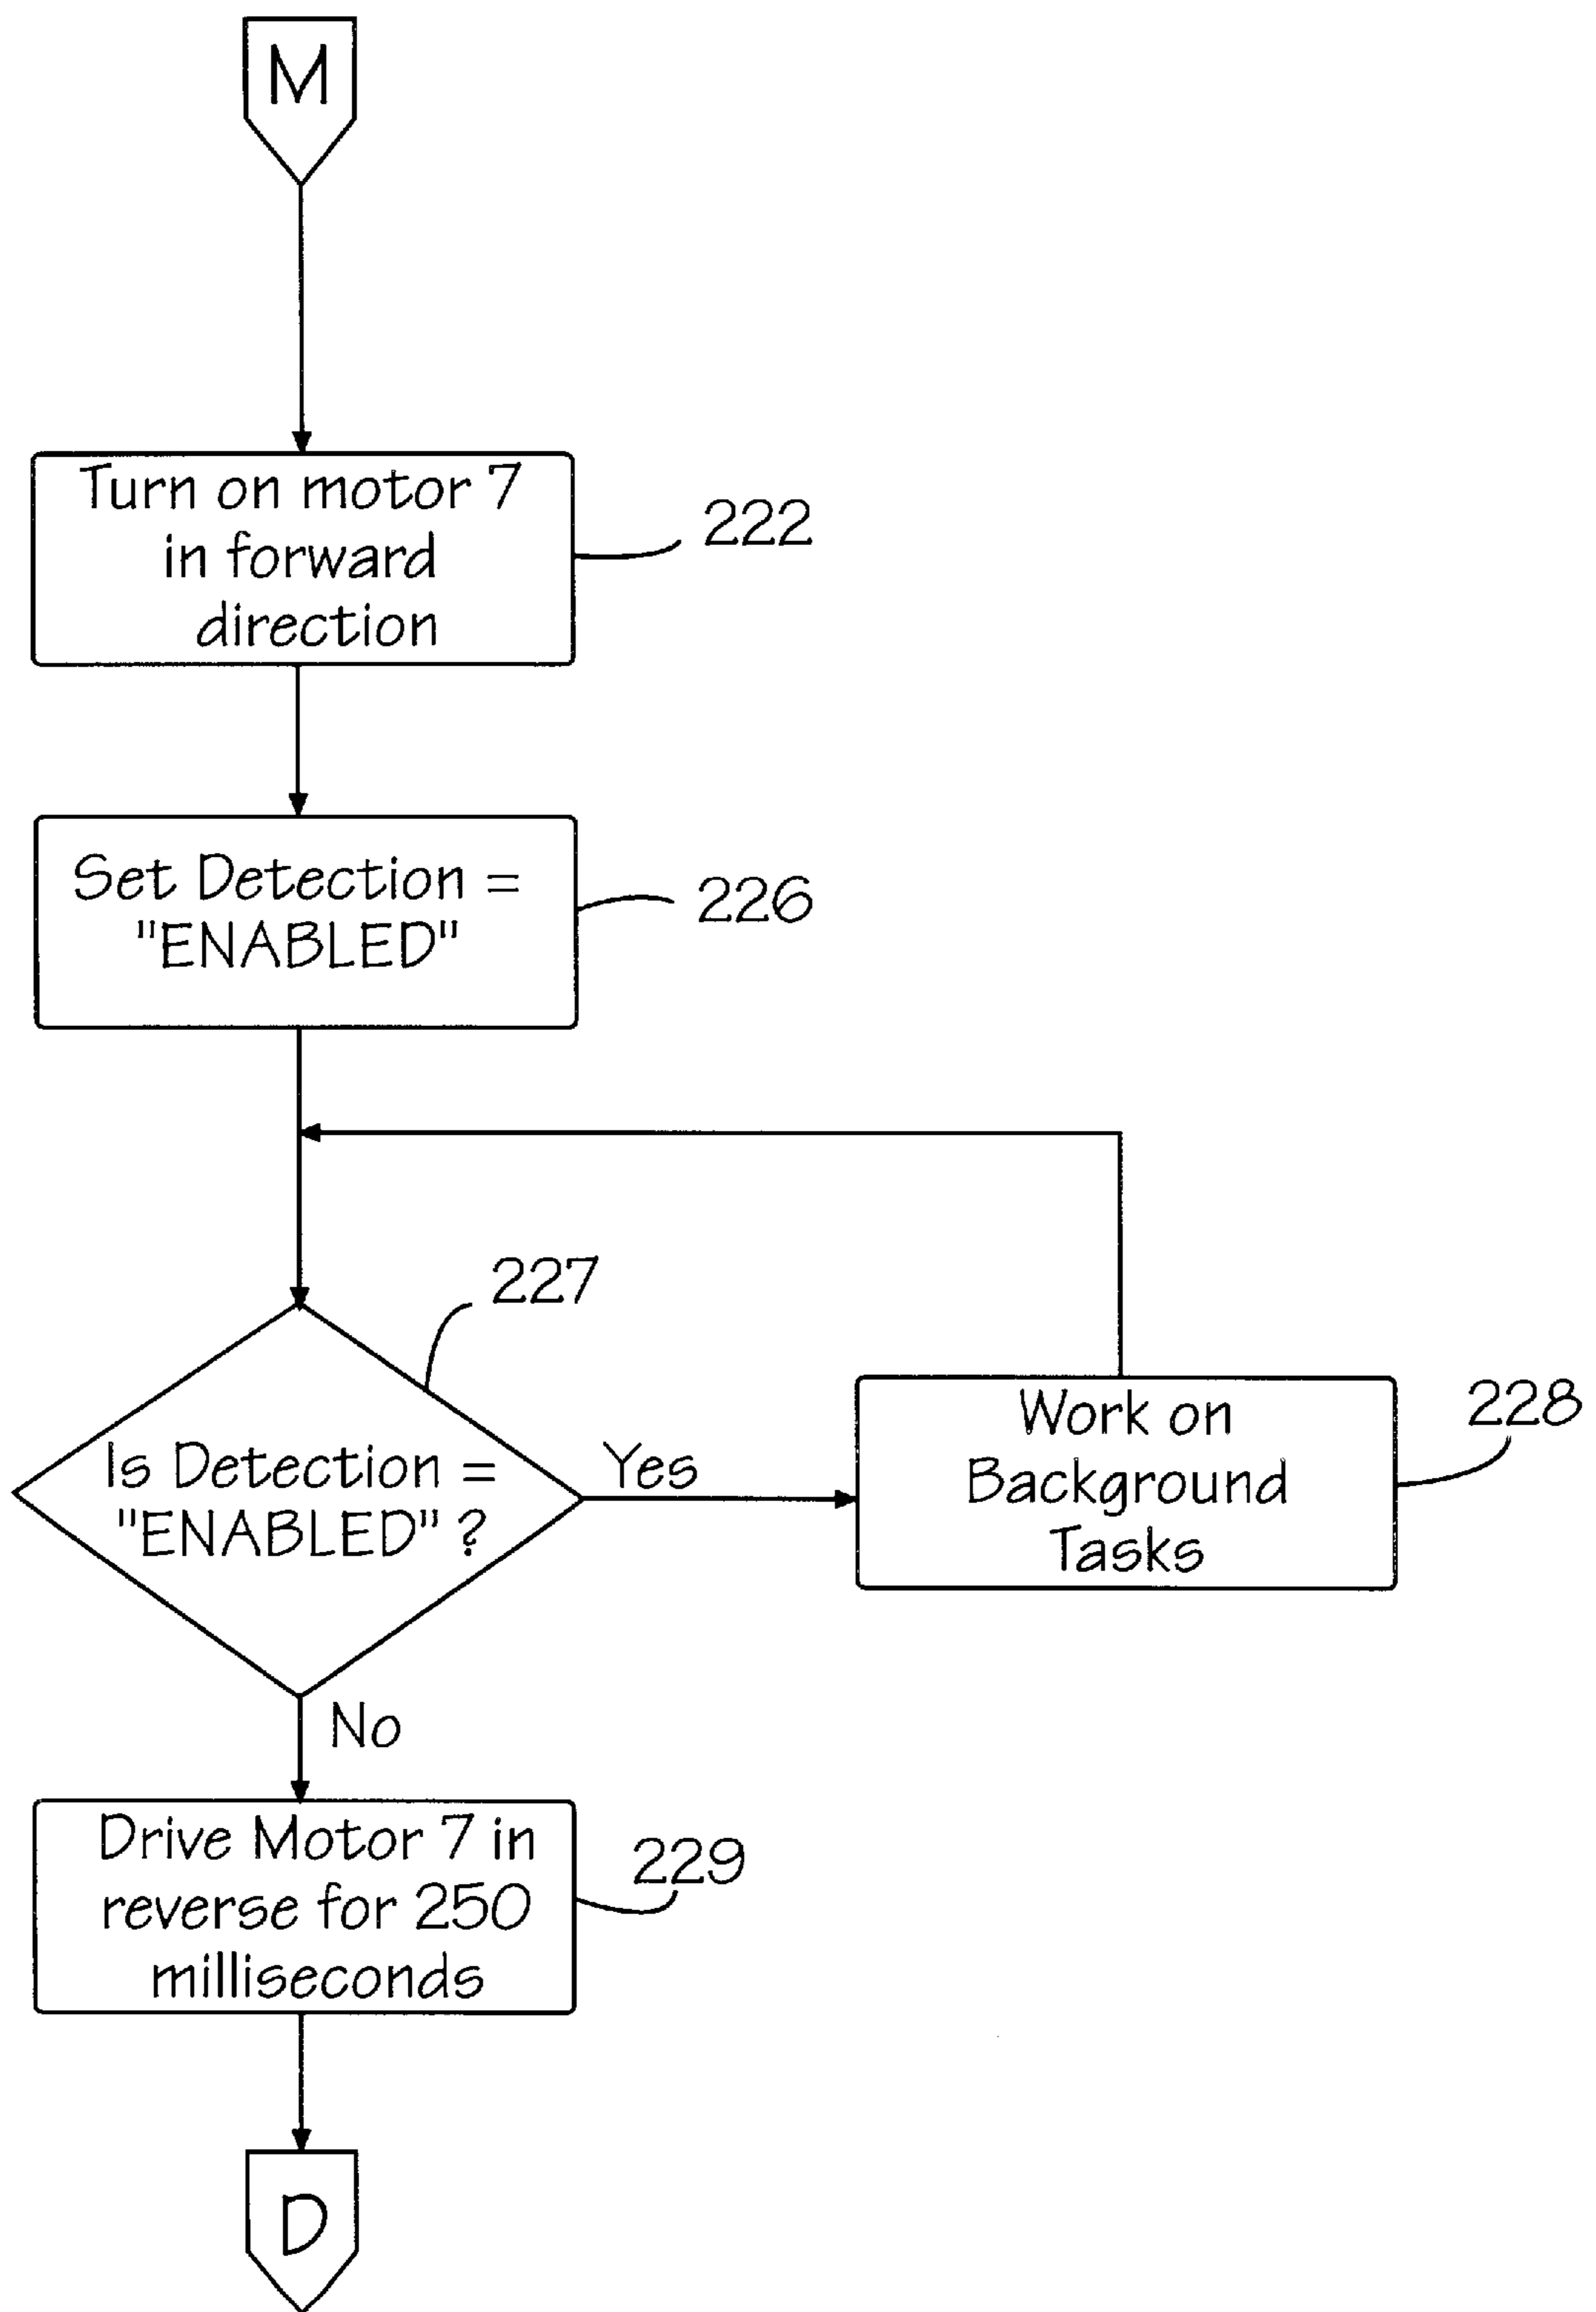 M
Turn on motor 7
in forward
direction
222
Set Detection =
"ENABLED"
226
227
Is Detection =
"ENABLED" ?
Yes
Work on
Background
Tasks
228
No
Drive Motor 7 in
reverse for 250
milliseconds
229
D